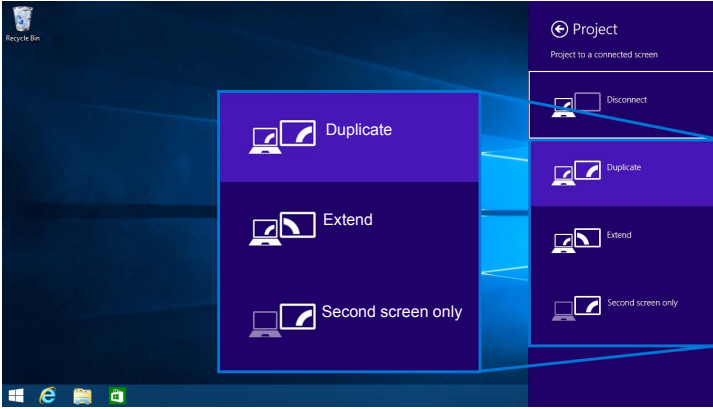 Recycle Bin
Project
Project to a connected screen
Disconnect
Duplicate
Extend
Second screen only
Duplicate
Extend
Second screen only